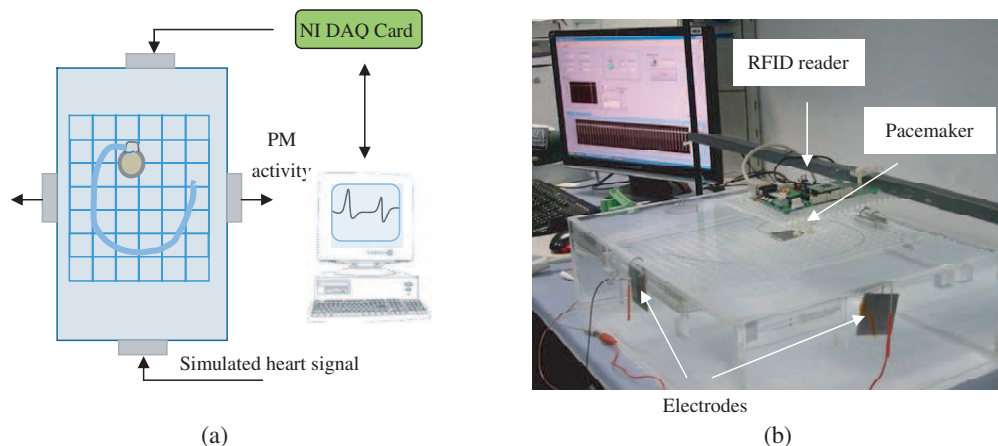 NI DAQ Card
PM
activity
Simulated heart signal
(a)
RFID reader
Pacemaker
Electrodes
(b)